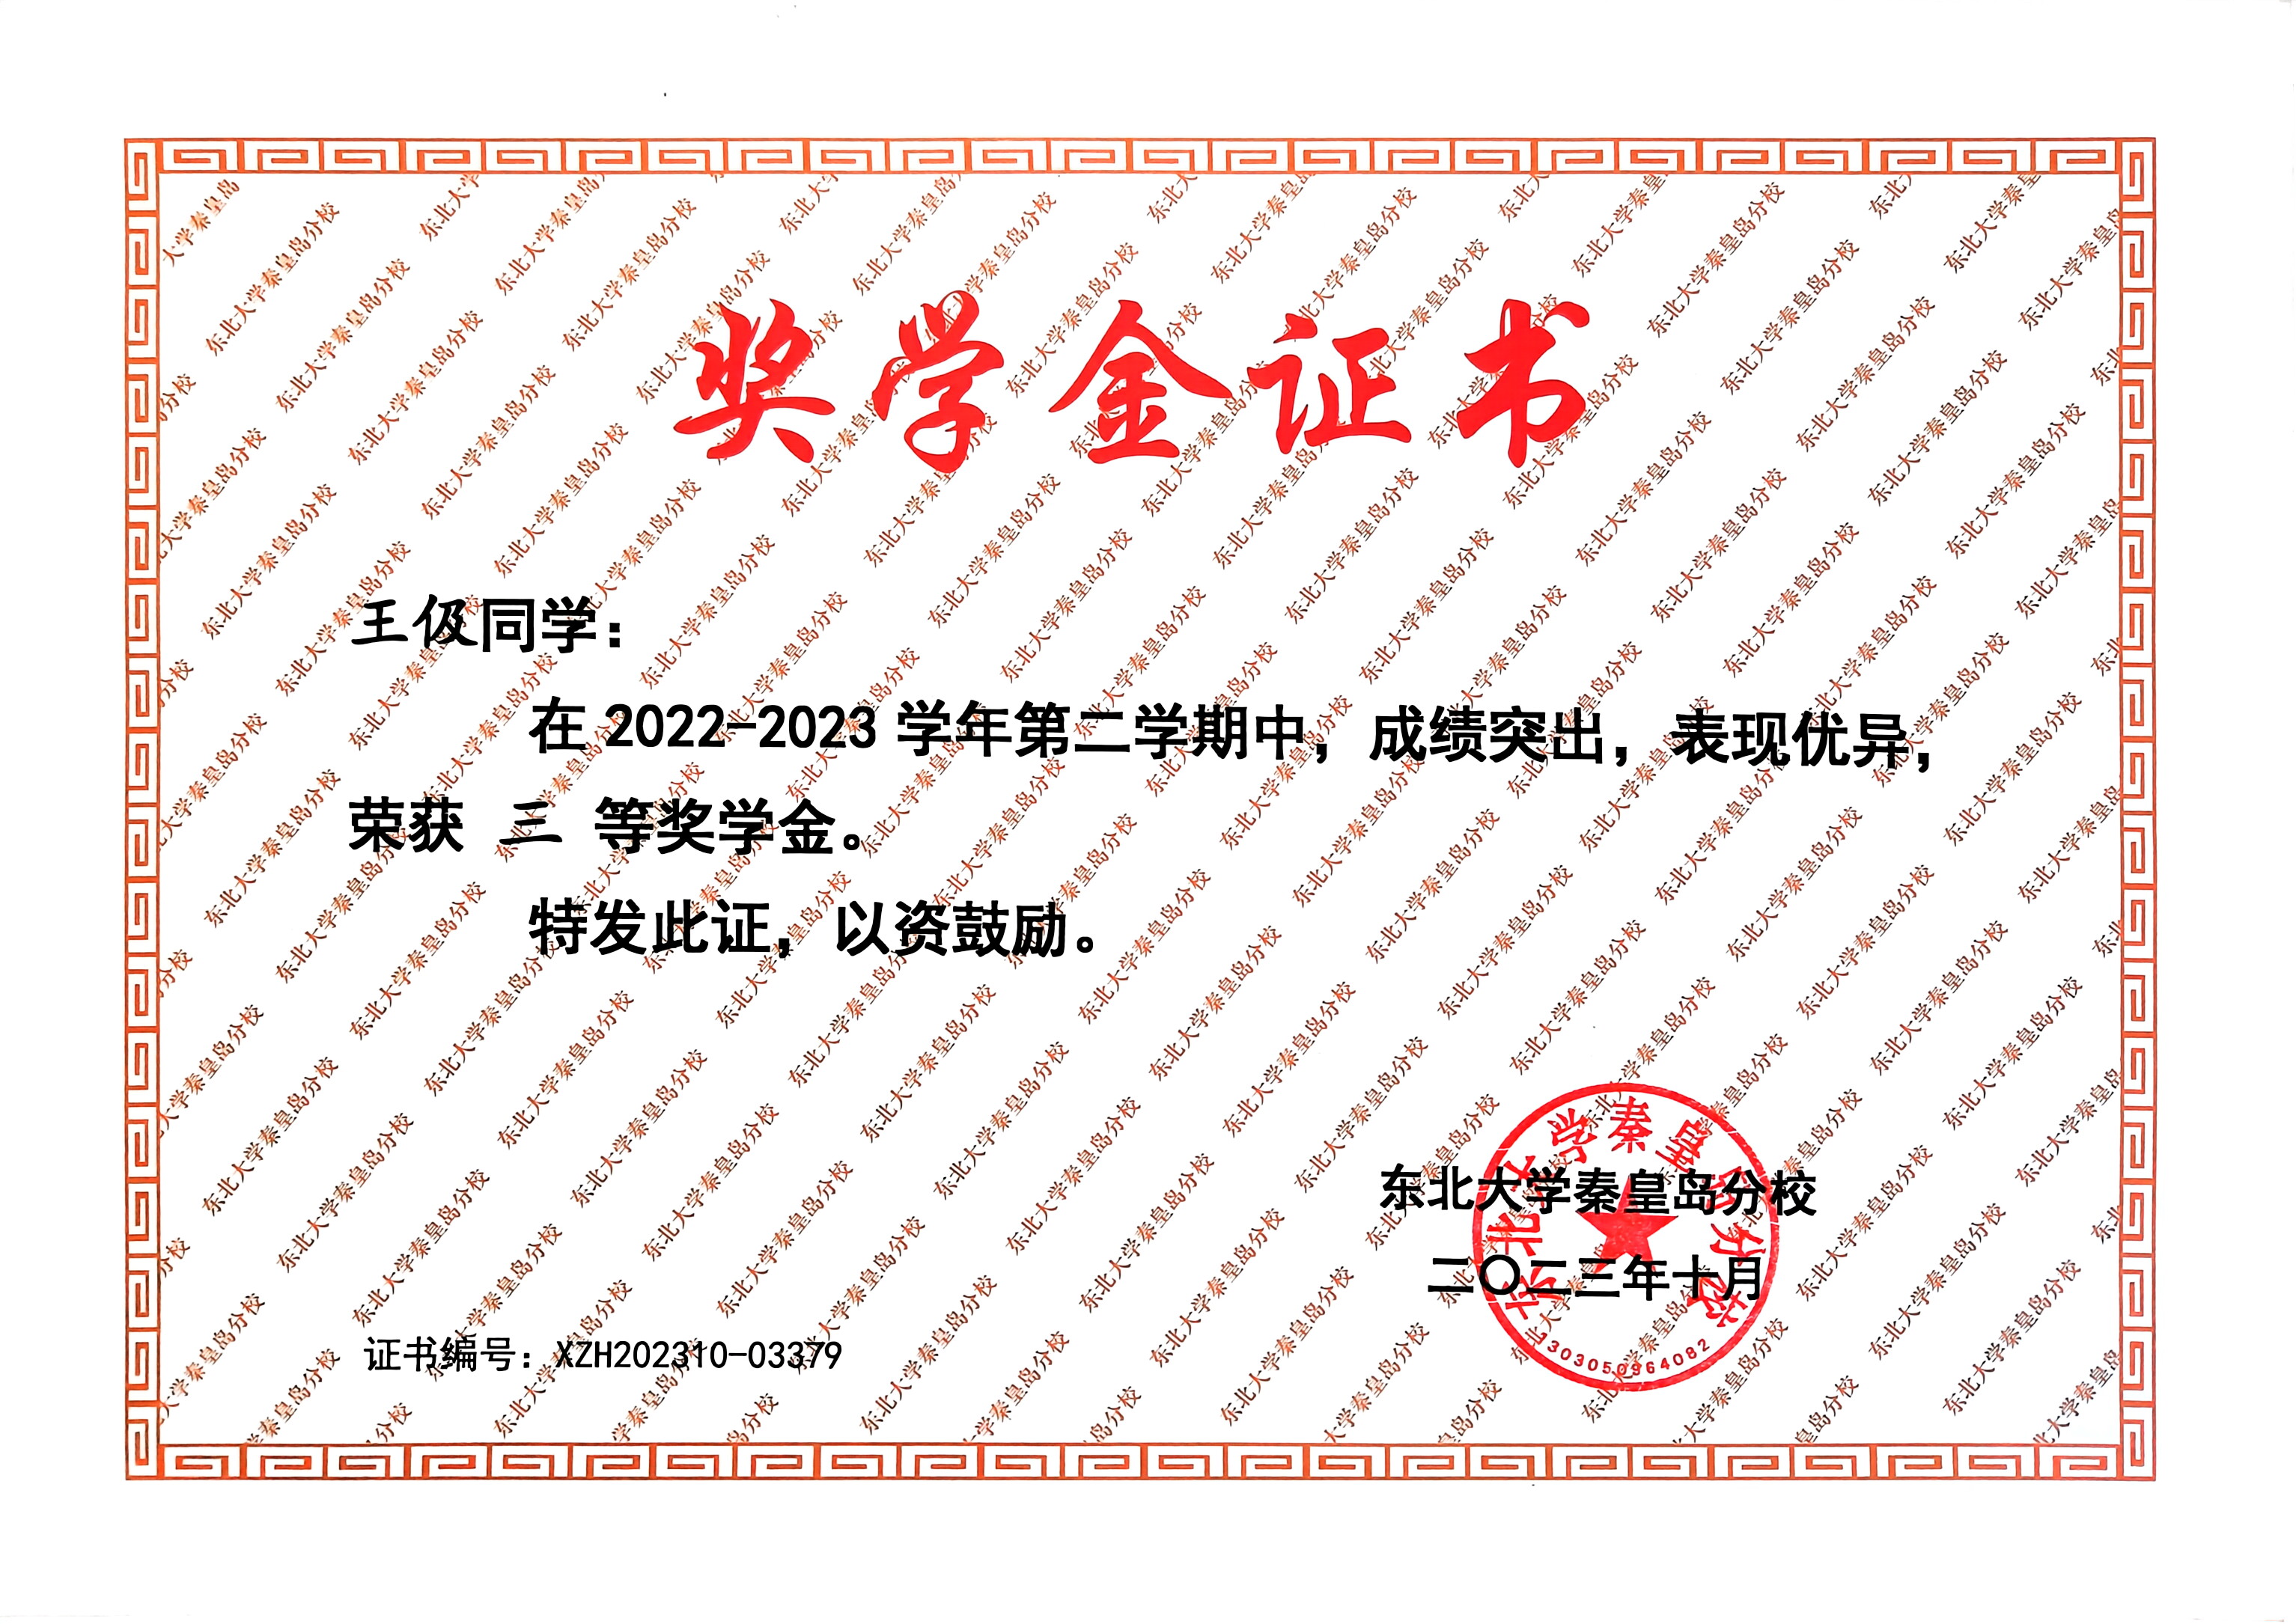 奖学金证书
王伋同学：
在 2022-2023 学年第二学期中，成绩突出，表现优异，
荣获 三 等奖学金。
特发此证，以资鼓励。
东北大学秦皇岛分校
二〇二三年十月
证书编号：XZH202310-03379
东北大学秦皇岛分校
1303050964082